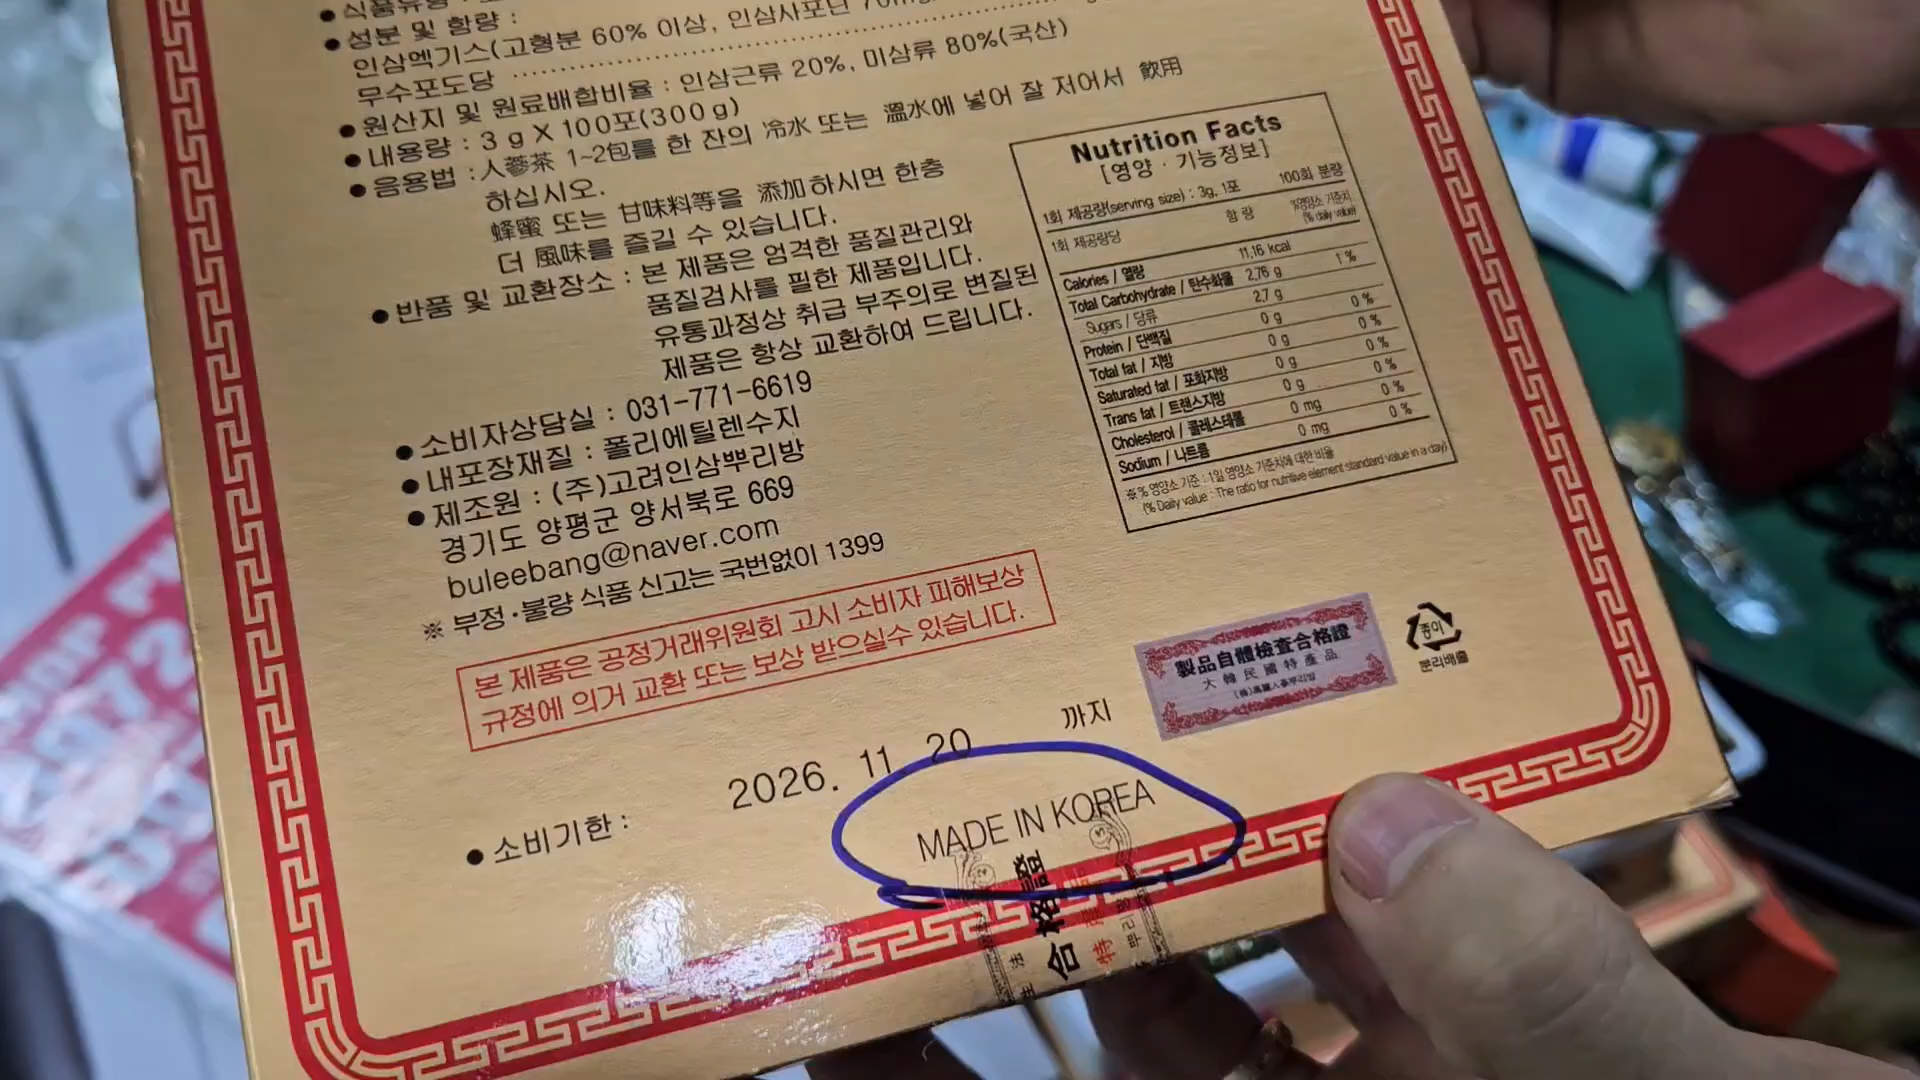 성분 및 함량 :
인삼엑기스(고형분 60% 이상, 인삼사포닌
무수포도당
원산지 및 원료배합비율 : 인삼근류 20%, 미삼류 80%(국산)
내용량 : 3 g X 100포(300 g)
음용법 : 人蔘茶 1~2包를 한 잔의 冷水 또는 溫水에 넣어 잘 저어서 飮用
하십시오.
蜂蜜 또는 甘味料等을 添加하시면 한층
더 風味를 즐길 수 있습니다.
반품 및 교환장소 : 본 제품은 엄격한 품질관리와
품질검사를 필한 제품입니다.
유통과정상 취급 부주의로 변질된
제품은 항상 교환하여 드립니다.
소비자상담실 : 031-771-6619
내포장재질 : 폴리에틸렌수지
제조원 : (주)고려인삼뿌리방
경기도 양평군 양서북로 669
buleebang@naver.com
※ 부정·불량 식품 신고는 국번없이 1399
본 제품은 공정거래위원회 고시 소비자 피해보상
규정에 의거 교환 또는 보상 받으실수 있습니다.
소비기한 : 2026. 11. 20 까지
MADE IN KOREA
Nutrition Facts
[영양 · 기능정보]
1회 제공량(serving size) : 3g, 1포 100회 분량
1회 제공량당 함 량 %영양소 기준치
(% daily value)
Calories / 열량 11,16 kcal
Total Carbohydrate / 탄수화물 2,76 g 1 %
Sugars / 당류 2,7 g
Protein / 단백질 0 g 0 %
Total fat / 지방 0 g 0 %
Saturated fat / 포화지방 0 g 0 %
Trans fat / 트랜스지방 0 g 0 %
Cholesterol / 콜레스테롤 0 mg 0 %
Sodium / 나트륨 0 mg 0 %
※% 영양소 기준 : 1일 영양소 기준치에 대한 비율
(% Daily value : The ratio for nutritive element standard value in a day)
製品自體檢査合格證
大韓民國特産品
종이
분리배출
合格證